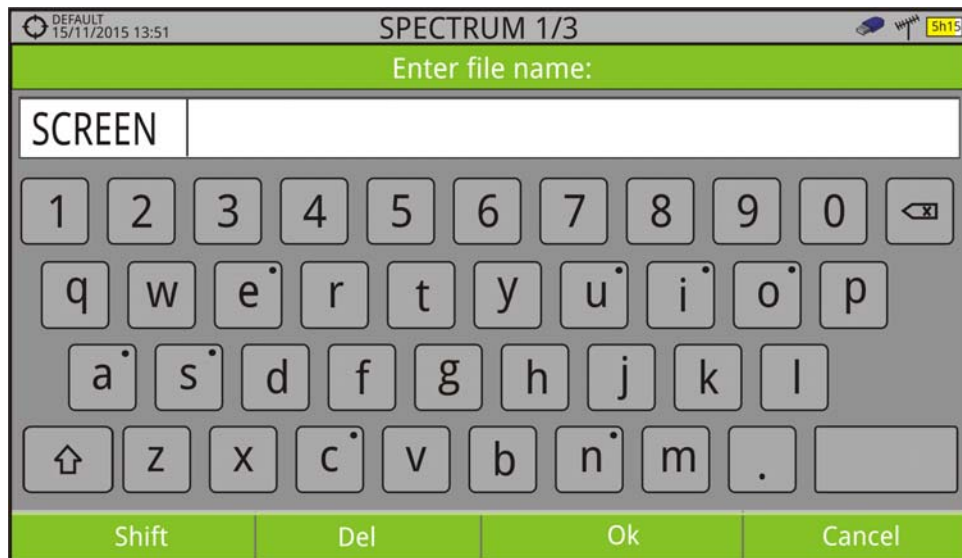 DEFAULT
15/11/2015 13:51
SPECTRUM 1/3
5h15
Enter file name:
SCREEN
1 2 3 4 5 6 7 8 9 0
q w e r t y u i o p
a s d f g h j k l
z x c v b n m .
Shift Del Ok Cancel